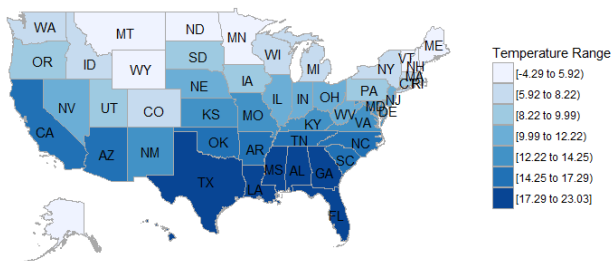 WA
MT
ND
MN
VT
ME
OR
ID
SD
WI
MI
NY
NH
MA
CT
RI
WY
IA
PA
NJ
NE
NV
UT
CO
IL
IN
OH
MD
DE
WV
VA
KS
MO
KY
CA
AZ
NM
OK
AR
TN
NC
SC
TX
LA
MS
AL
GA
FL
Temperature Range
[-4.29 to 5.92)
[5.92 to 8.22)
[8.22 to 9.99)
[9.99 to 12.22)
[12.22 to 14.25)
[14.25 to 17.29)
[17.29 to 23.03]